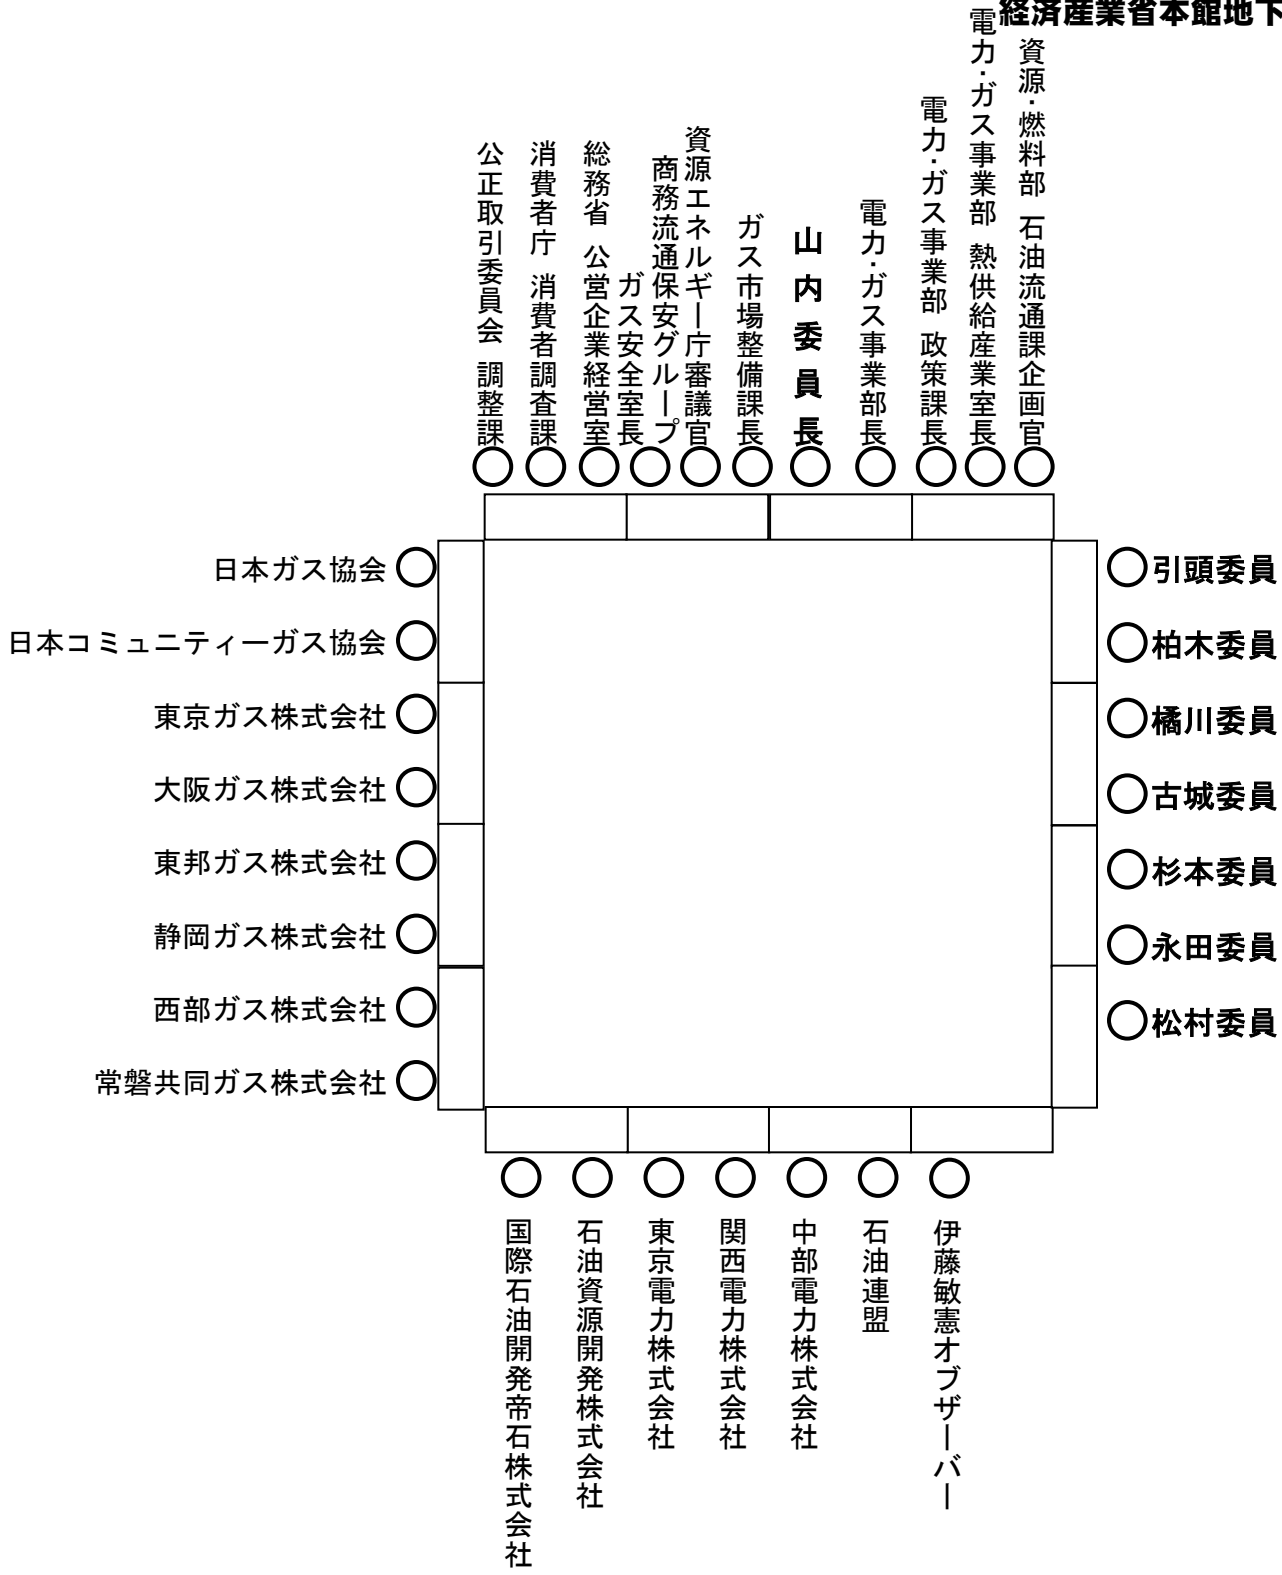 経済産業省本館地下
資源・燃料部 石油流通課企画官
電力・ガス事業部 熱供給産業室長
電力・ガス事業部 政策課長
電力・ガス事業部長
山内委員長
ガス市場整備課長
資源エネルギー庁審議官
商務流通保安グループ
ガス安全室長
総務省 公営企業経営室
消費者庁 消費者調査課
公正取引委員会 調整課
日本ガス協会
日本コミュニティーガス協会
東京ガス株式会社
大阪ガス株式会社
東邦ガス株式会社
静岡ガス株式会社
西部ガス株式会社
常磐共同ガス株式会社
引頭委員
柏木委員
橘川委員
古城委員
杉本委員
永田委員
松村委員
伊藤敏憲オブザーバー
石油連盟
中部電力株式会社
関西電力株式会社
東京電力株式会社
石油資源開発株式会社
国際石油開発帝石株式会社